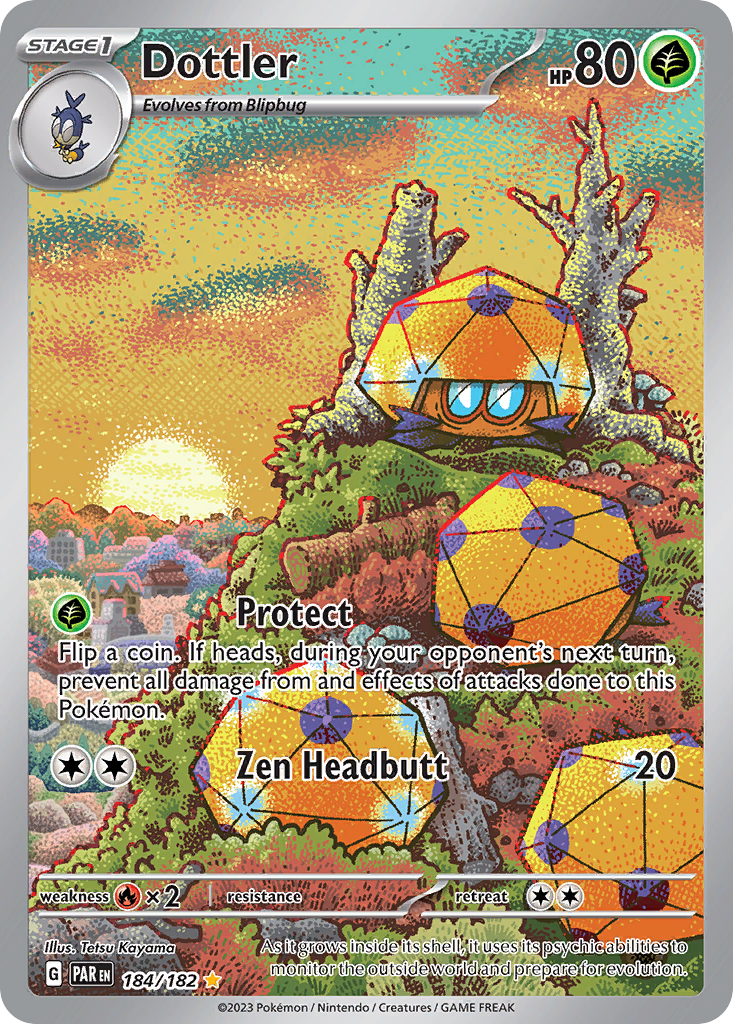 STAGE1
Dottler
HP 80
Evolves from Blipbug
Protect
Flip a coin. If heads, during your opponent's next turn,
prevent all damage from and effects of attacks done to this
Pokémon.
Zen Headbutt 20
weakness ×2 resistance retreat
Illus. Tetsu Kayama
As it grows inside its shell, it uses its psychic abilities to
monitor the outside world and prepare for evolution.
G PAR EN 184/182
©2023 Pokémon / Nintendo / Creatures / GAME FREAK